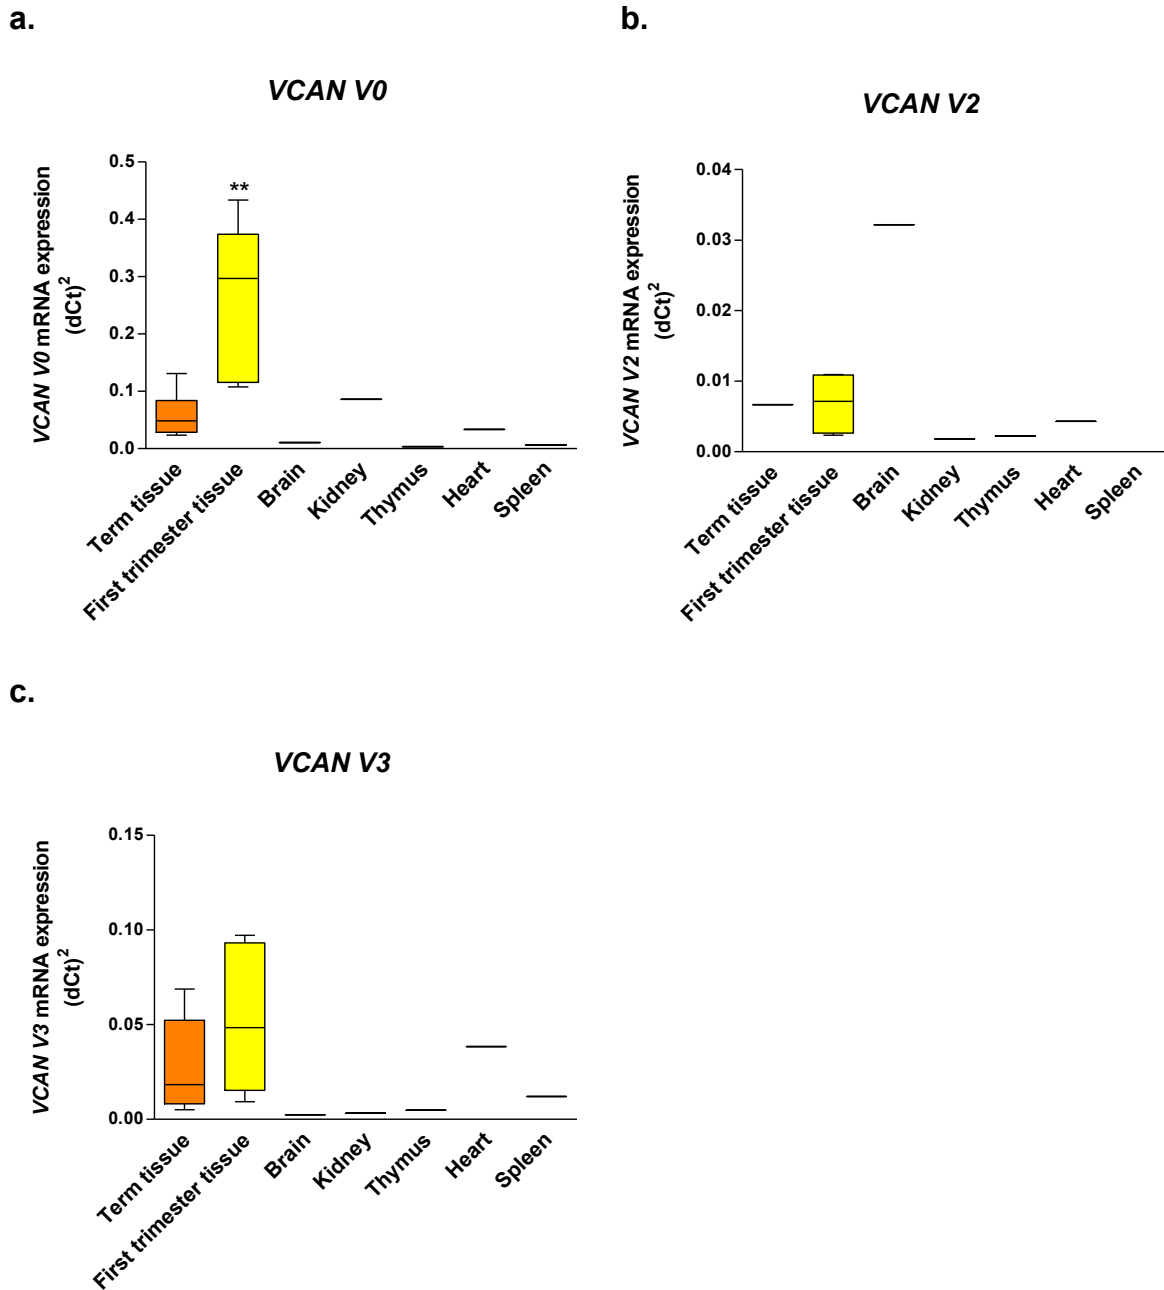 a.
VCAN V0
VCAN V0 mRNA expression
(dCt)2
0.5
0.4
0.3
0.2
0.1
0.0
**
Term tissue
First trimester tissue
Brain
Kidney
Thymus
Heart
Spleen
b.
VCAN V2
VCAN V2 mRNA expression
(dCt)2
0.04
0.03
0.02
0.01
0.00
Term tissue
First trimester tissue
Brain
Kidney
Thymus
Heart
Spleen
c.
VCAN V3
VCAN V3 mRNA expression
(dCt)2
0.15
0.10
0.05
0.00
Term tissue
First trimester tissue
Brain
Kidney
Thymus
Heart
Spleen